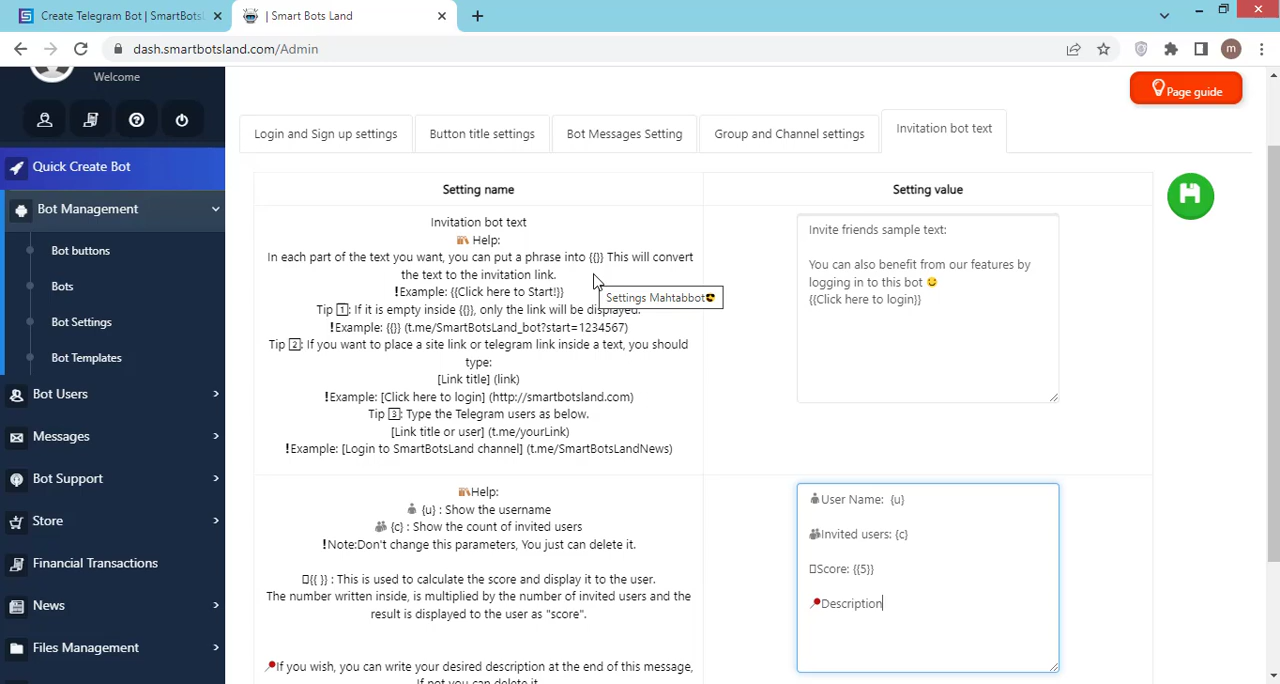 Create Telegram Bot | SmartBots
| Smart Bots Land
dash.smartbotsland.com/Admin
m
Welcome
Page guide
Login and Sign up settings
Button title settings
Bot Messages Setting
Group and Channel settings
Invitation bot text
Quick Create Bot
Bot Management
Bot buttons
Bots
Bot Settings
Bot Templates
Bot Users
Messages
Bot Support
Store
Financial Transactions
News
Files Management
Setting name
Setting value
Invitation bot text
Help:
In each part of the text you want, you can put a phrase into {{}} This will convert
the text to the invitation link.
❗Example: {{Click here to Start!}}
Settings Mahtabbot😎
Tip 1️⃣: If it is empty inside {{}}, only the link will be displayed.
❗Example: {{}} (t.me/SmartBotsLand_bot?start=1234567)
Tip 2️⃣: If you want to place a site link or telegram link inside a text, you should
type:
[Link title] (link)
❗Example: [Click here to login] (http://smartbotsland.com)
Tip 3️⃣: Type the Telegram users as below.
[Link title or user] (t.me/yourLink)
❗Example: [Login to SmartBotsLand channel] (t.me/SmartBotsLandNews)
Invite friends sample text:
You can also benefit from our features by
logging in to this bot 🙂
{{Click here to login}}
Help:
{u} : Show the username
{c} : Show the count of invited users
❗Note:Don't change this parameters, You just can delete it.
{{ }} : This is used to calculate the score and display it to the user.
The number written inside, is multiplied by the number of invited users and the
result is displayed to the user as "score".
📍If you wish, you can write your desired description at the end of this message,
If not you can delete it.
User Name: {u}
Invited users: {c}
Score: {{5}}
📍Description